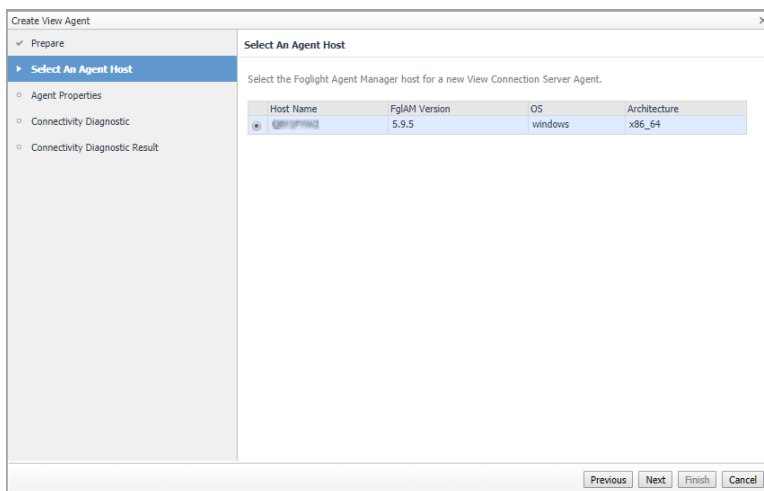 Create View Agent
Prepare
Select An Agent Host
Agent Properties
Connectivity Diagnostic
Connectivity Diagnostic Result
Select An Agent Host
Select the Foglight Agent Manager host for a new View Connection Server Agent.
Host Name FglAM Version OS Architecture
5.9.5 windows x86_64
Previous Next Finish Cancel